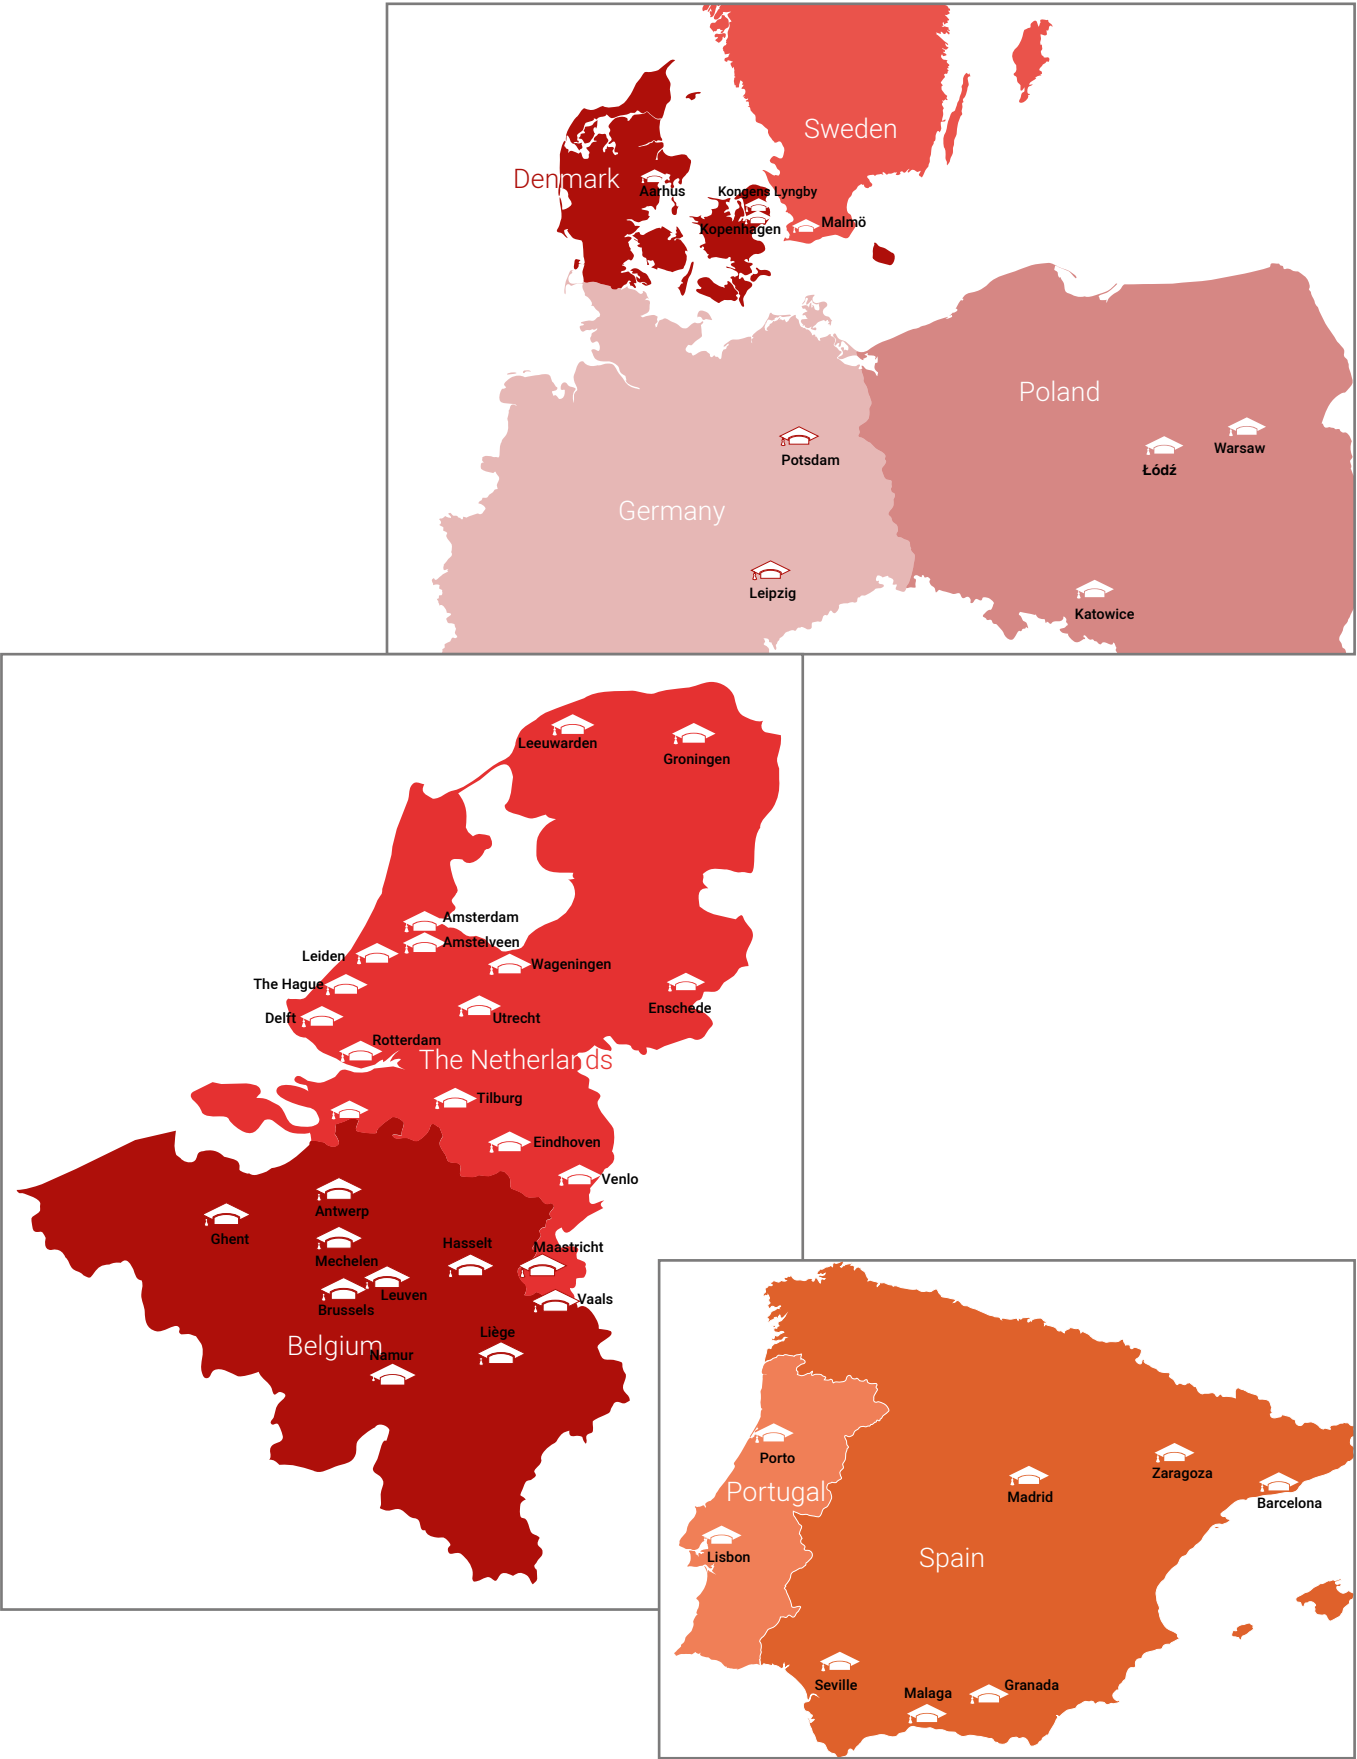 Sweden
Denmark
Aarhus
Kongens Lyngby
Malmö
Kopenhagen
Poland
Warsaw
Łódź
Potsdam
Germany
Leipzig
Katowice
Leeuwarden
Groningen
Amsterdam
Amstelveen
Leiden
Wageningen
The Hague
Enschede
Delft
Utrecht
Rotterdam
The Netherlands
Tilburg
Eindhoven
Venlo
Antwerp
Ghent
Hasselt
Maastricht
Mechelen
Leuven
Vaals
Brussels
Liège
Belgium
Namur
Porto
Zaragoza
Portugal
Madrid
Barcelona
Lisbon
Spain
Seville
Malaga
Granada